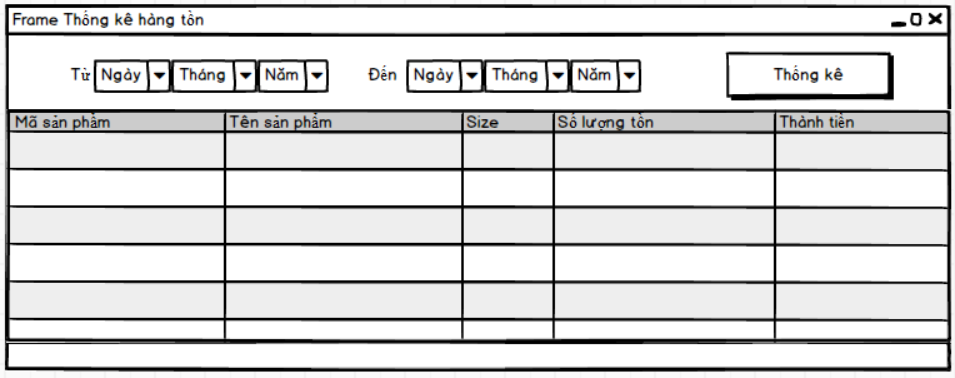 Frame Thống kê hàng tồn
Từ Ngày Tháng Năm Đến Ngày Tháng Năm Thống kê
Mã sản phẩm Tên sản phẩm Size Số lượng tồn Thành tiền